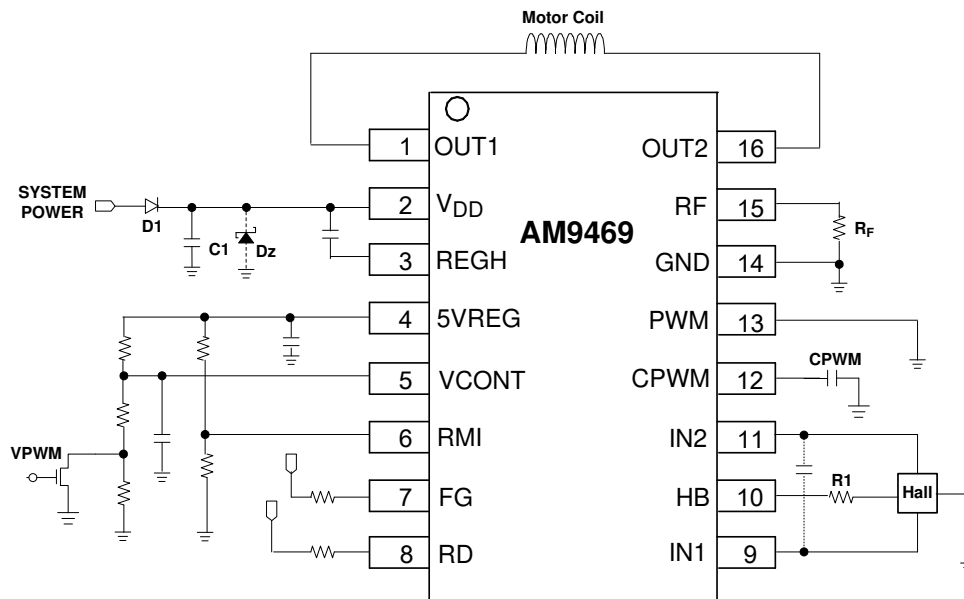 Motor Coil
1 OUT1 OUT2 16
SYSTEM
POWER
D1
2 VDD RF 15
AM9469
C1
Dz
RF
3 REGH GND 14
4 5VREG PWM 13
5 VCONT CPWM 12
CPWM
6 RMI IN2 11
VPWM
7 FG HB 10
R1
Hall
8 RD IN1 9